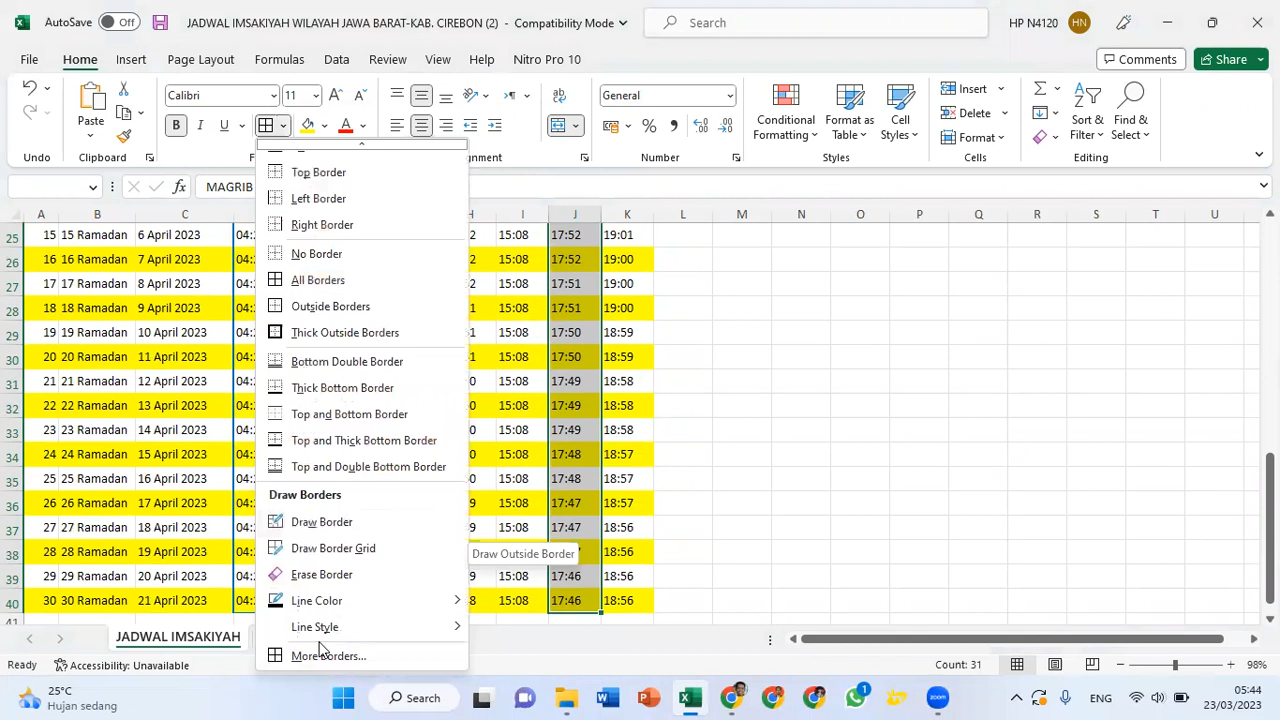 AutoSave Off JADWAL IMSAKIYAH WILAYAH JAWA BARAT-KAB. CIREBON (2) - Compatibility Mode Search HP N4120 HN
File Home Insert Page Layout Formulas Data Review View Help Nitro Pro 10 Comments Share
Calibri 11 General Insert
Paste Conditional Formatting Format as Table Cell Styles Delete Sort & Filter Find & Select
B I U A % Format
Undo Clipboard Number Styles Editing
MAGRIB
A B C I J K L M N O P Q R S T U
Top Border
Left Border
Right Border
No Border
All Borders
Outside Borders
Thick Outside Borders
Bottom Double Border
Thick Bottom Border
Top and Bottom Border
Top and Thick Bottom Border
Top and Double Bottom Border
Draw Borders
Draw Border
Draw Border Grid
Draw Outside Border
Erase Border
Line Color
Line Style
More Borders...
25 15 15 Ramadan 6 April 2023 15:08 17:52 19:01
26 16 16 Ramadan 7 April 2023 15:08 17:52 19:00
27 17 17 Ramadan 8 April 2023 15:08 17:51 19:00
28 18 18 Ramadan 9 April 2023 15:08 17:51 19:00
29 19 19 Ramadan 10 April 2023 15:08 17:50 18:59
30 20 20 Ramadan 11 April 2023 15:08 17:50 18:59
31 21 21 Ramadan 12 April 2023 15:08 17:49 18:58
32 22 22 Ramadan 13 April 2023 15:08 17:49 18:58
33 23 23 Ramadan 14 April 2023 15:08 17:49 18:58
34 24 24 Ramadan 15 April 2023 15:08 17:48 18:57
35 25 25 Ramadan 16 April 2023 15:08 17:48 18:57
36 26 26 Ramadan 17 April 2023 15:08 17:47 18:56
37 27 27 Ramadan 18 April 2023 15:08 17:47 18:56
38 28 28 Ramadan 19 April 2023 18:56
39 29 29 Ramadan 20 April 2023 15:08 17:46 18:56
40 30 30 Ramadan 21 April 2023 15:08 17:46 18:56
41
JADWAL IMSAKIYAH
Ready Accessibility: Unavailable Count: 31 98%
25°C Hujan sedang Search 1 zoom ENG 05:44 23/03/2023